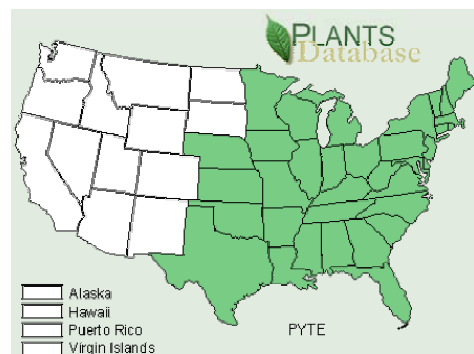 PLANTS
Database
Alaska
Hawaii
Puerto Rico
Virgin Islands
PYTE